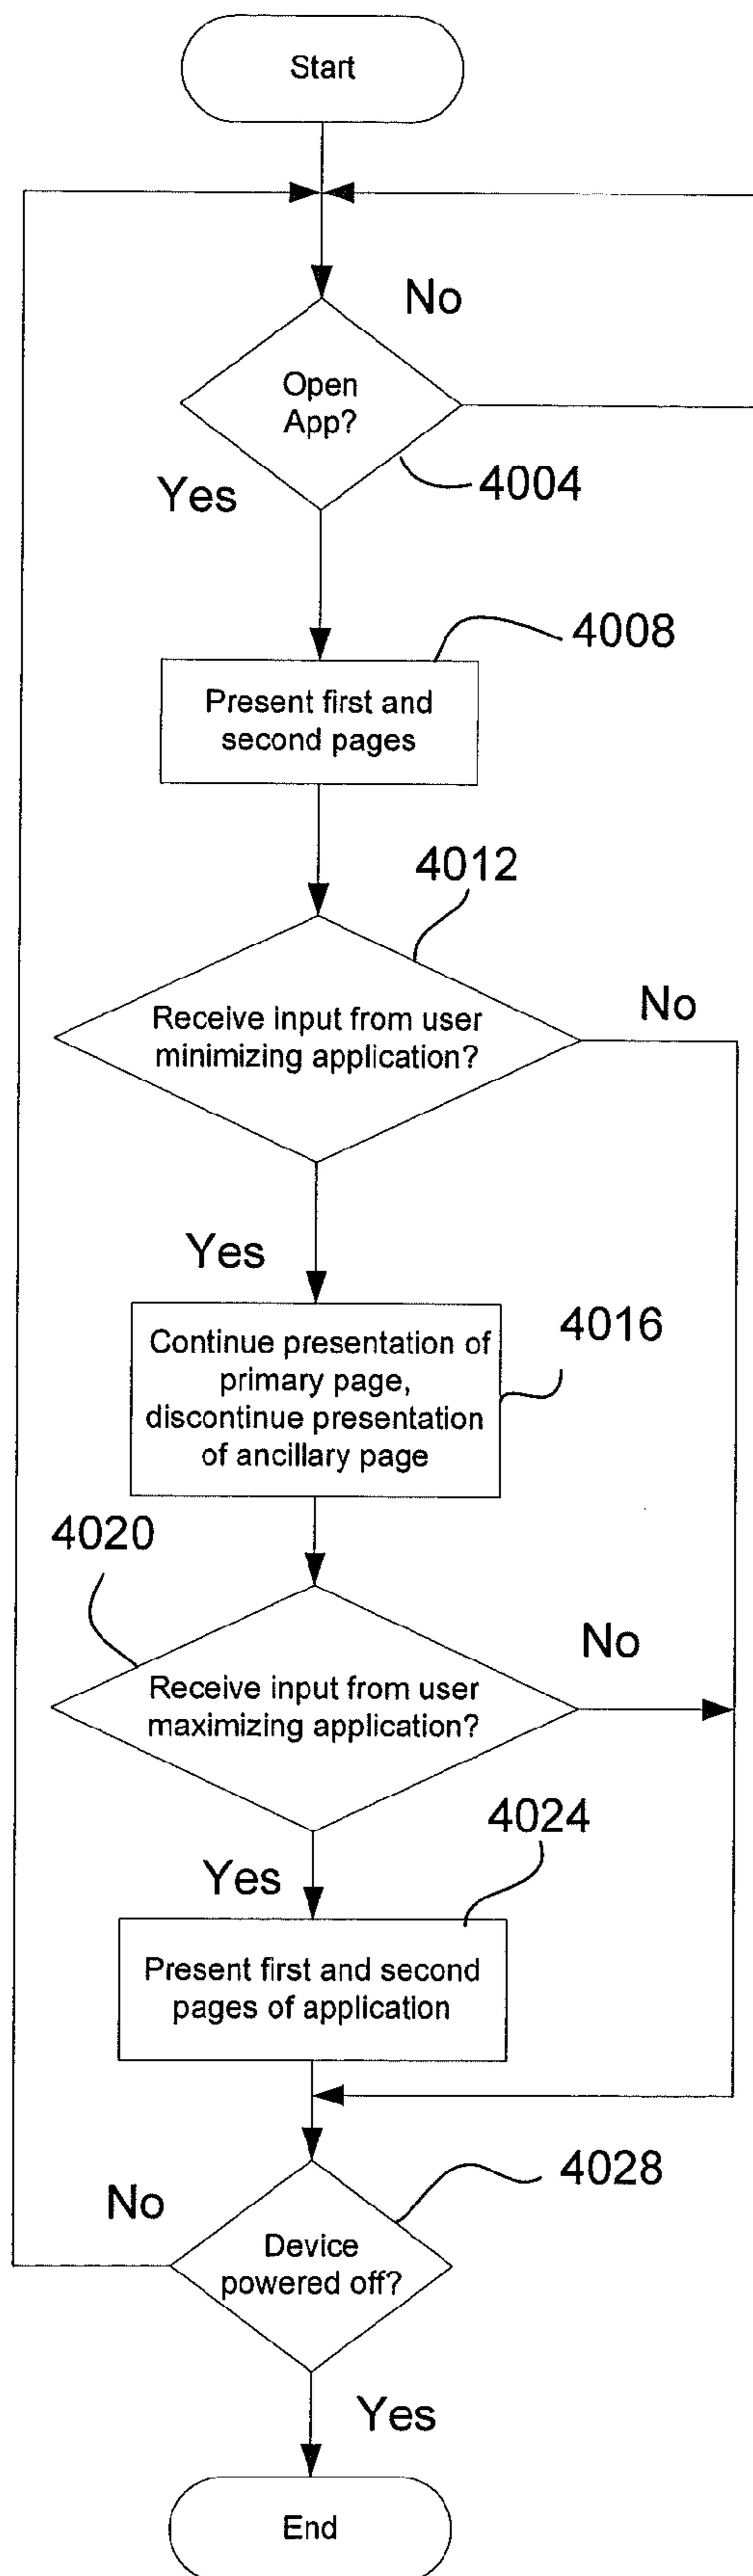 Start
No
Open
App?
4004
Yes
4008
Present first and
second pages
4012
Receive input from user
minimizing application?
No
Yes
4016
Continue presentation of
primary page,
discontinue presentation
of ancillary page
4020
No
Receive input from user
maximizing application?
4024
Yes
Present first and second
pages of application
4028
No
Device
powered off?
Yes
End